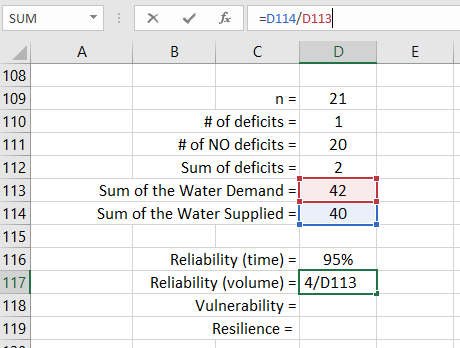 SUM =D114/D113
A B C D E
108
109 n = 21
110 # of deficits = 1
111 # of NO deficits = 20
112 Sum of deficits = 2
113 Sum of the Water Demand = 42
114 Sum of the Water Supplied = 40
115
116 Reliability (time) = 95%
117 Reliability (volume) = 4/D113
118 Vulnerability =
119 Resilience =